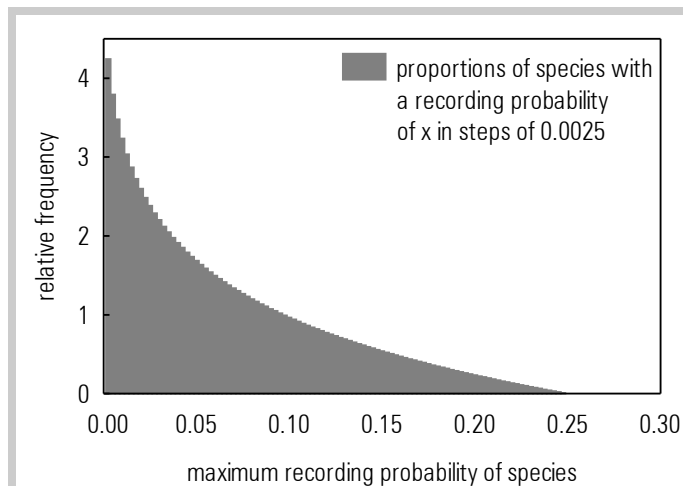 4
3
2
1
0
relative frequency
proportions of species with
a recording probability
of x in steps of 0.0025
0.00 0.05 0.10 0.15 0.20 0.25 0.30
maximum recording probability of species